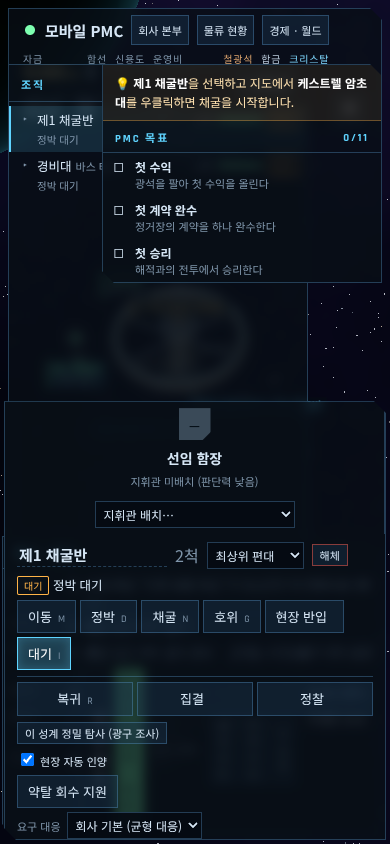 모바일 PMC 회사 본부 물류 현황 경제 · 월드
자금 함선 신용도 운영비 철광석 합금 크리스탈
조직
💡 제1 채굴반을 선택하고 지도에서 케스트렐 암초
대를 우클릭하면 채굴을 시작합니다.
PMC 목표 0/11
제1 채굴반
정박 대기
경비대
정박 대기
첫 수익
광석을 팔아 첫 수익을 올린다
첫 계약 완수
정거장의 계약을 하나 완수한다
첫 승리
해적과의 전투에서 승리한다
선임 함장
지휘관 미배치 (판단력 낮음)
지휘관 배치…
제1 채굴반 2척 최상위 편대 해체
대기 정박 대기
이동 M 정박 D 채굴 N 호위 G 현장 반입
대기 I
복귀 R 집결 정찰
이 성계 정밀 탐사 (광구 조사)
현장 자동 인양
약탈 회수 지원
요구 대응 회사 기본 (균형 대응)